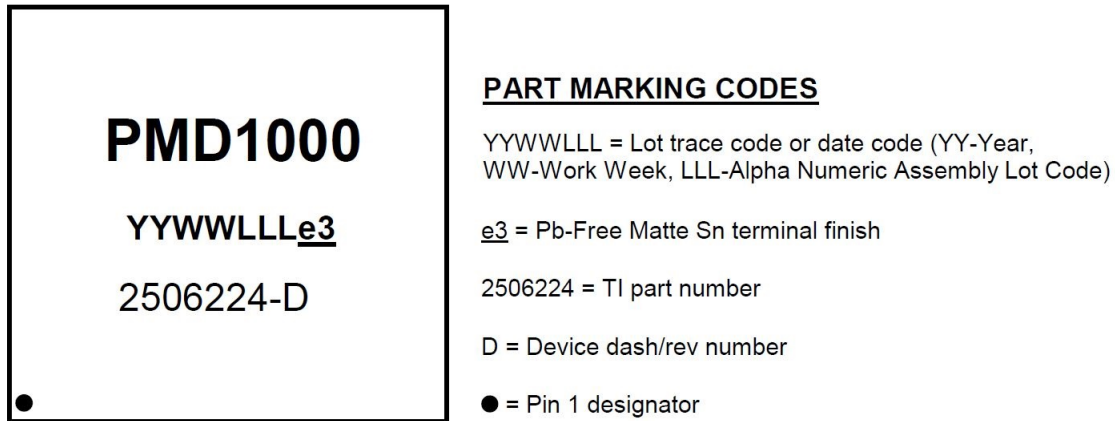 PMD1000
YYWWLLLe3
2506224-D
PART MARKING CODES
YYWWLLL = Lot trace code or date code (YY-Year,
WW-Work Week, LLL-Alpha Numeric Assembly Lot Code)
e3 = Pb-Free Matte Sn terminal finish
2506224 = TI part number
D = Device dash/rev number
● = Pin 1 designator